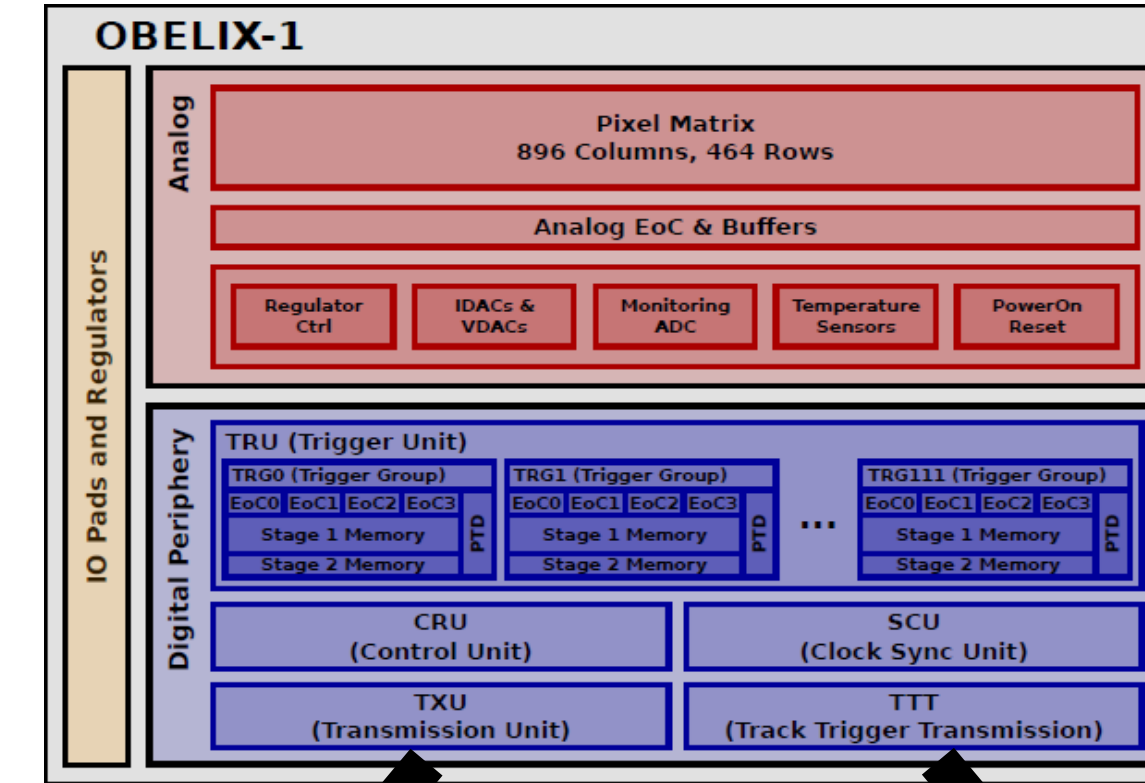 OBELIX-1
IO Pads and Regulators
Analog
Pixel Matrix
896 Columns, 464 Rows
Analog EoC & Buffers
Regulator
Ctrl
IDACs &
VDACs
Monitoring
ADC
Temperature
Sensors
PowerOn
Reset
Digital Periphery
TRU (Trigger Unit)
TRG0 (Trigger Group)
EoC0 EoC1 EoC2 EoC3
Stage 1 Memory
Stage 2 Memory
PTD
TRG1 (Trigger Group)
EoC0 EoC1 EoC2 EoC3
Stage 1 Memory
Stage 2 Memory
PTD
...
TRG111 (Trigger Group)
EoC0 EoC1 EoC2 EoC3
Stage 1 Memory
Stage 2 Memory
PTD
CRU
(Control Unit)
SCU
(Clock Sync Unit)
TXU
(Transmission Unit)
TTT
(Track Trigger Transmission)